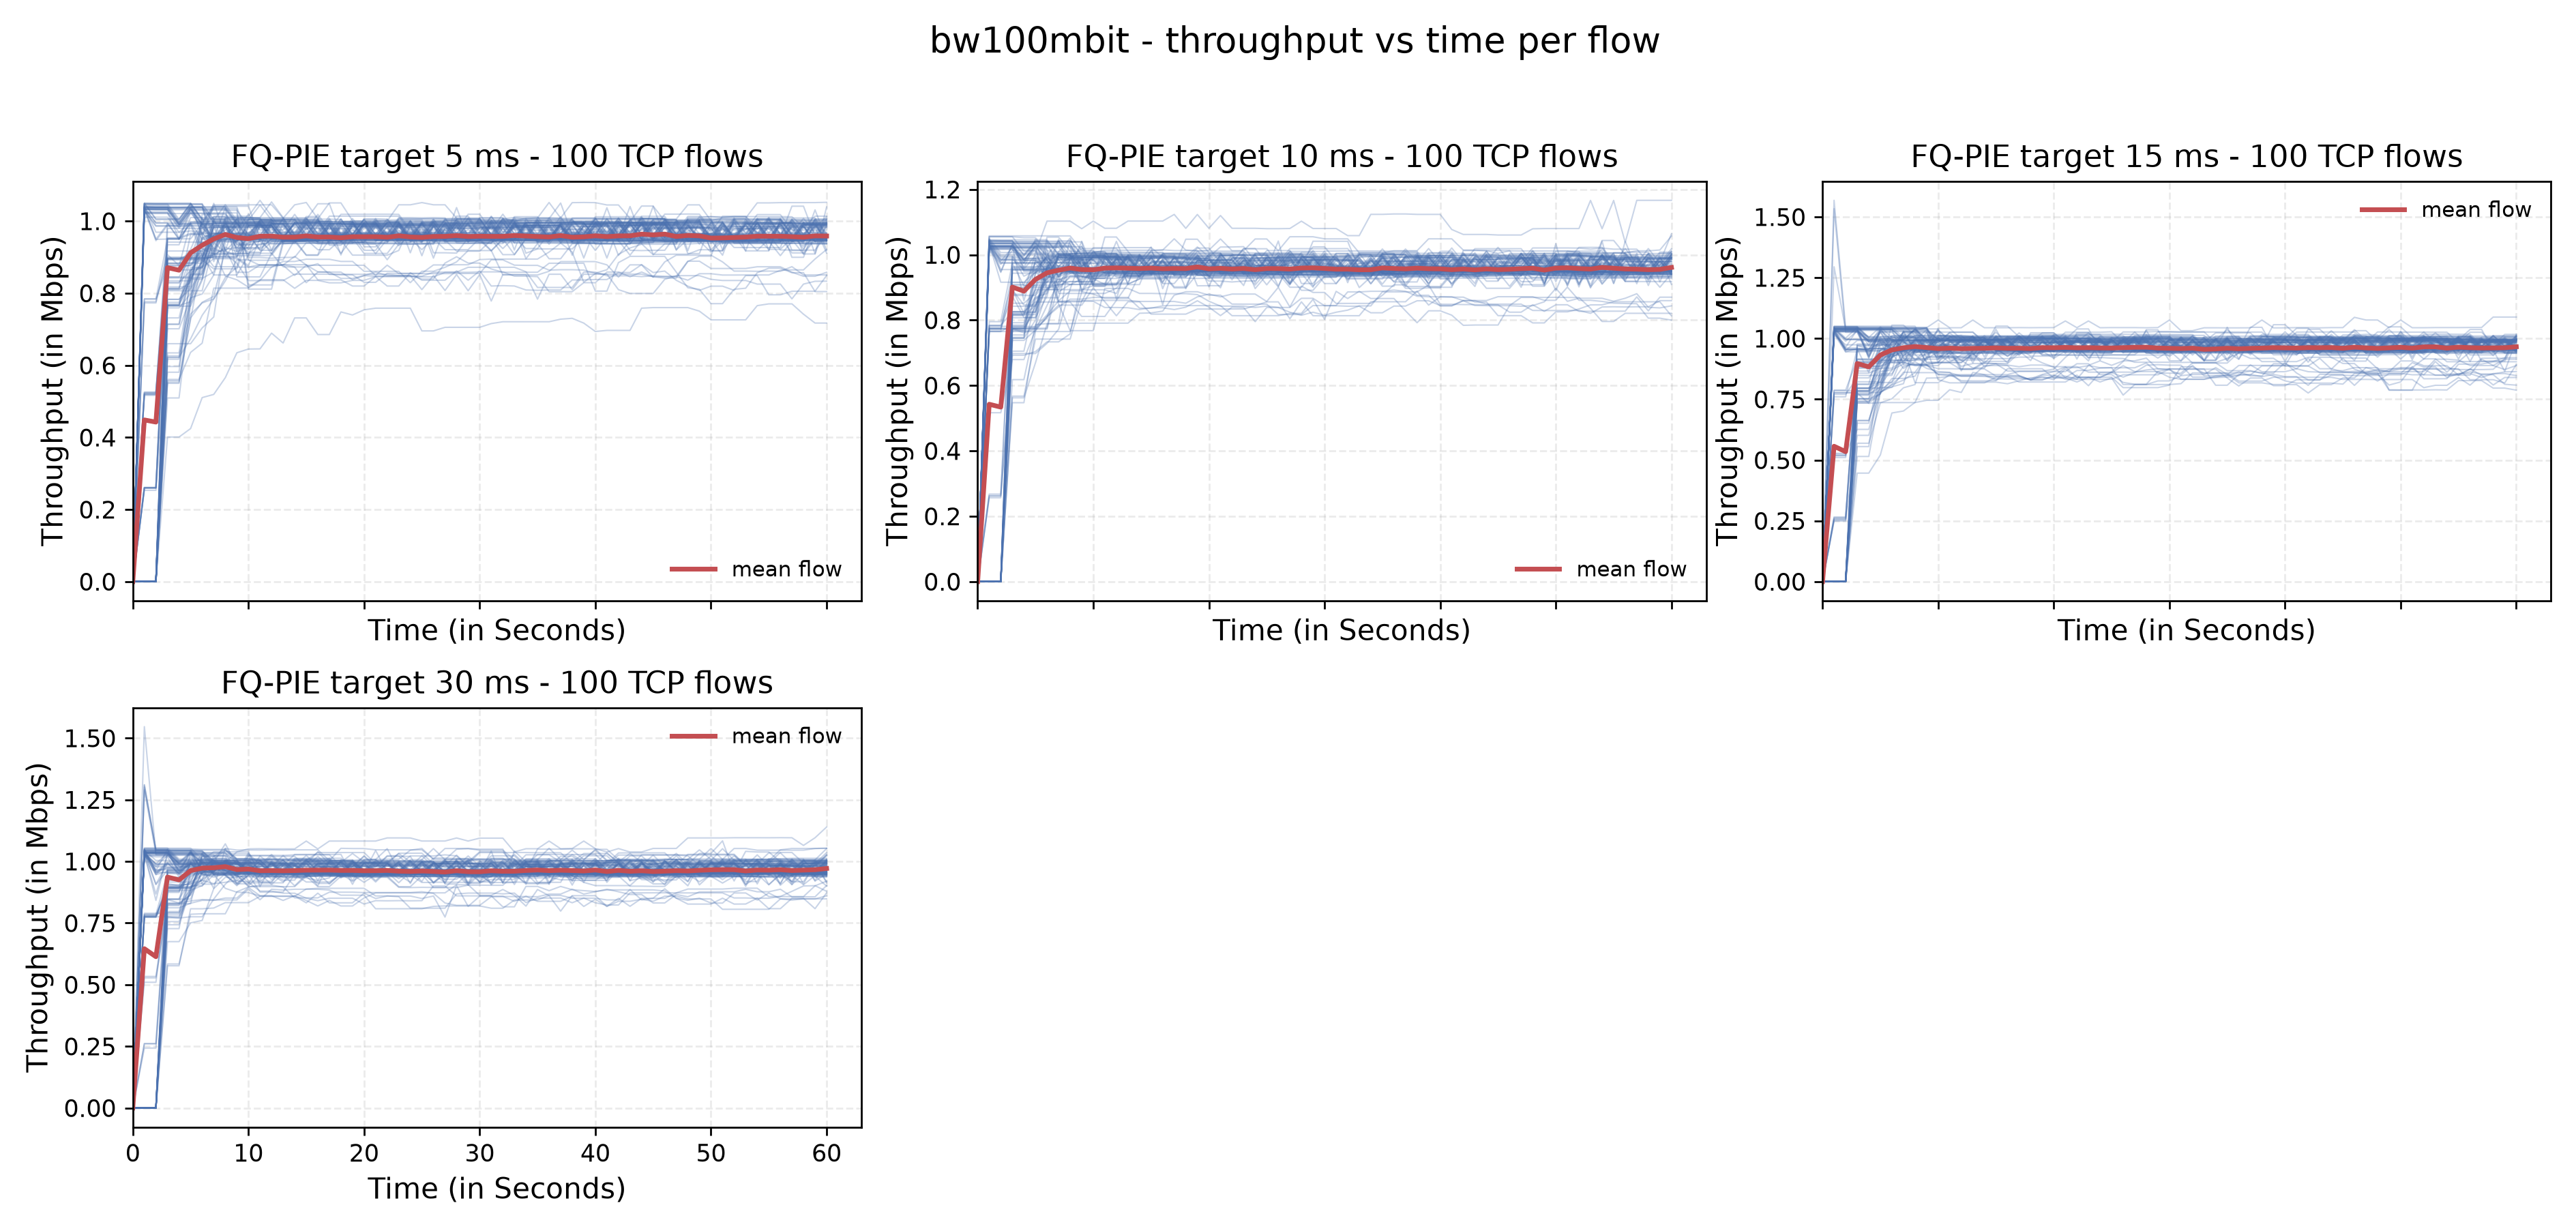 bw100mbit - throughput vs time per flow
FQ-PIE target 5 ms - 100 TCP flows
Throughput (in Mbps)
1.0
0.8
0.6
0.4
0.2
0.0
mean flow
Time (in Seconds)
FQ-PIE target 10 ms - 100 TCP flows
Throughput (in Mbps)
1.2
1.0
0.8
0.6
0.4
0.2
0.0
mean flow
Time (in Seconds)
FQ-PIE target 15 ms - 100 TCP flows
Throughput (in Mbps)
1.50
1.25
1.00
0.75
0.50
0.25
0.00
mean flow
Time (in Seconds)
FQ-PIE target 30 ms - 100 TCP flows
Throughput (in Mbps)
1.50
1.25
1.00
0.75
0.50
0.25
0.00
mean flow
0 10 20 30 40 50 60
Time (in Seconds)